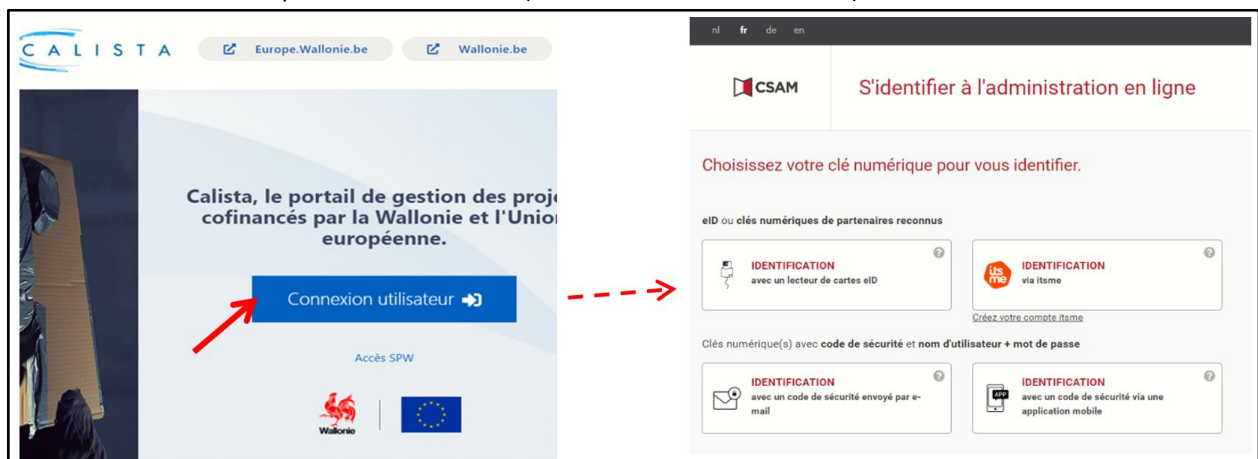 CALISTA
Europe.Wallonie.be
Wallonie.be
Calista, le portail de gestion des proje
cofinancés par la Wallonie et l'Union
européenne.
Connexion utilisateur
Accès SPW
Wallonie
nl fr de en
CSAM
S'identifier à l'administration en ligne
Choisissez votre clé numérique pour vous identifier.
eID ou clés numériques de partenaires reconnus
IDENTIFICATION
avec un lecteur de cartes eID
its
me
IDENTIFICATION
via itsme
Créez votre compte itsme
Clés numérique(s) avec code de sécurité et nom d'utilisateur + mot de passe
IDENTIFICATION
avec un code de sécurité envoyé par e-
mail
APP
IDENTIFICATION
avec un code de sécurité via une
application mobile